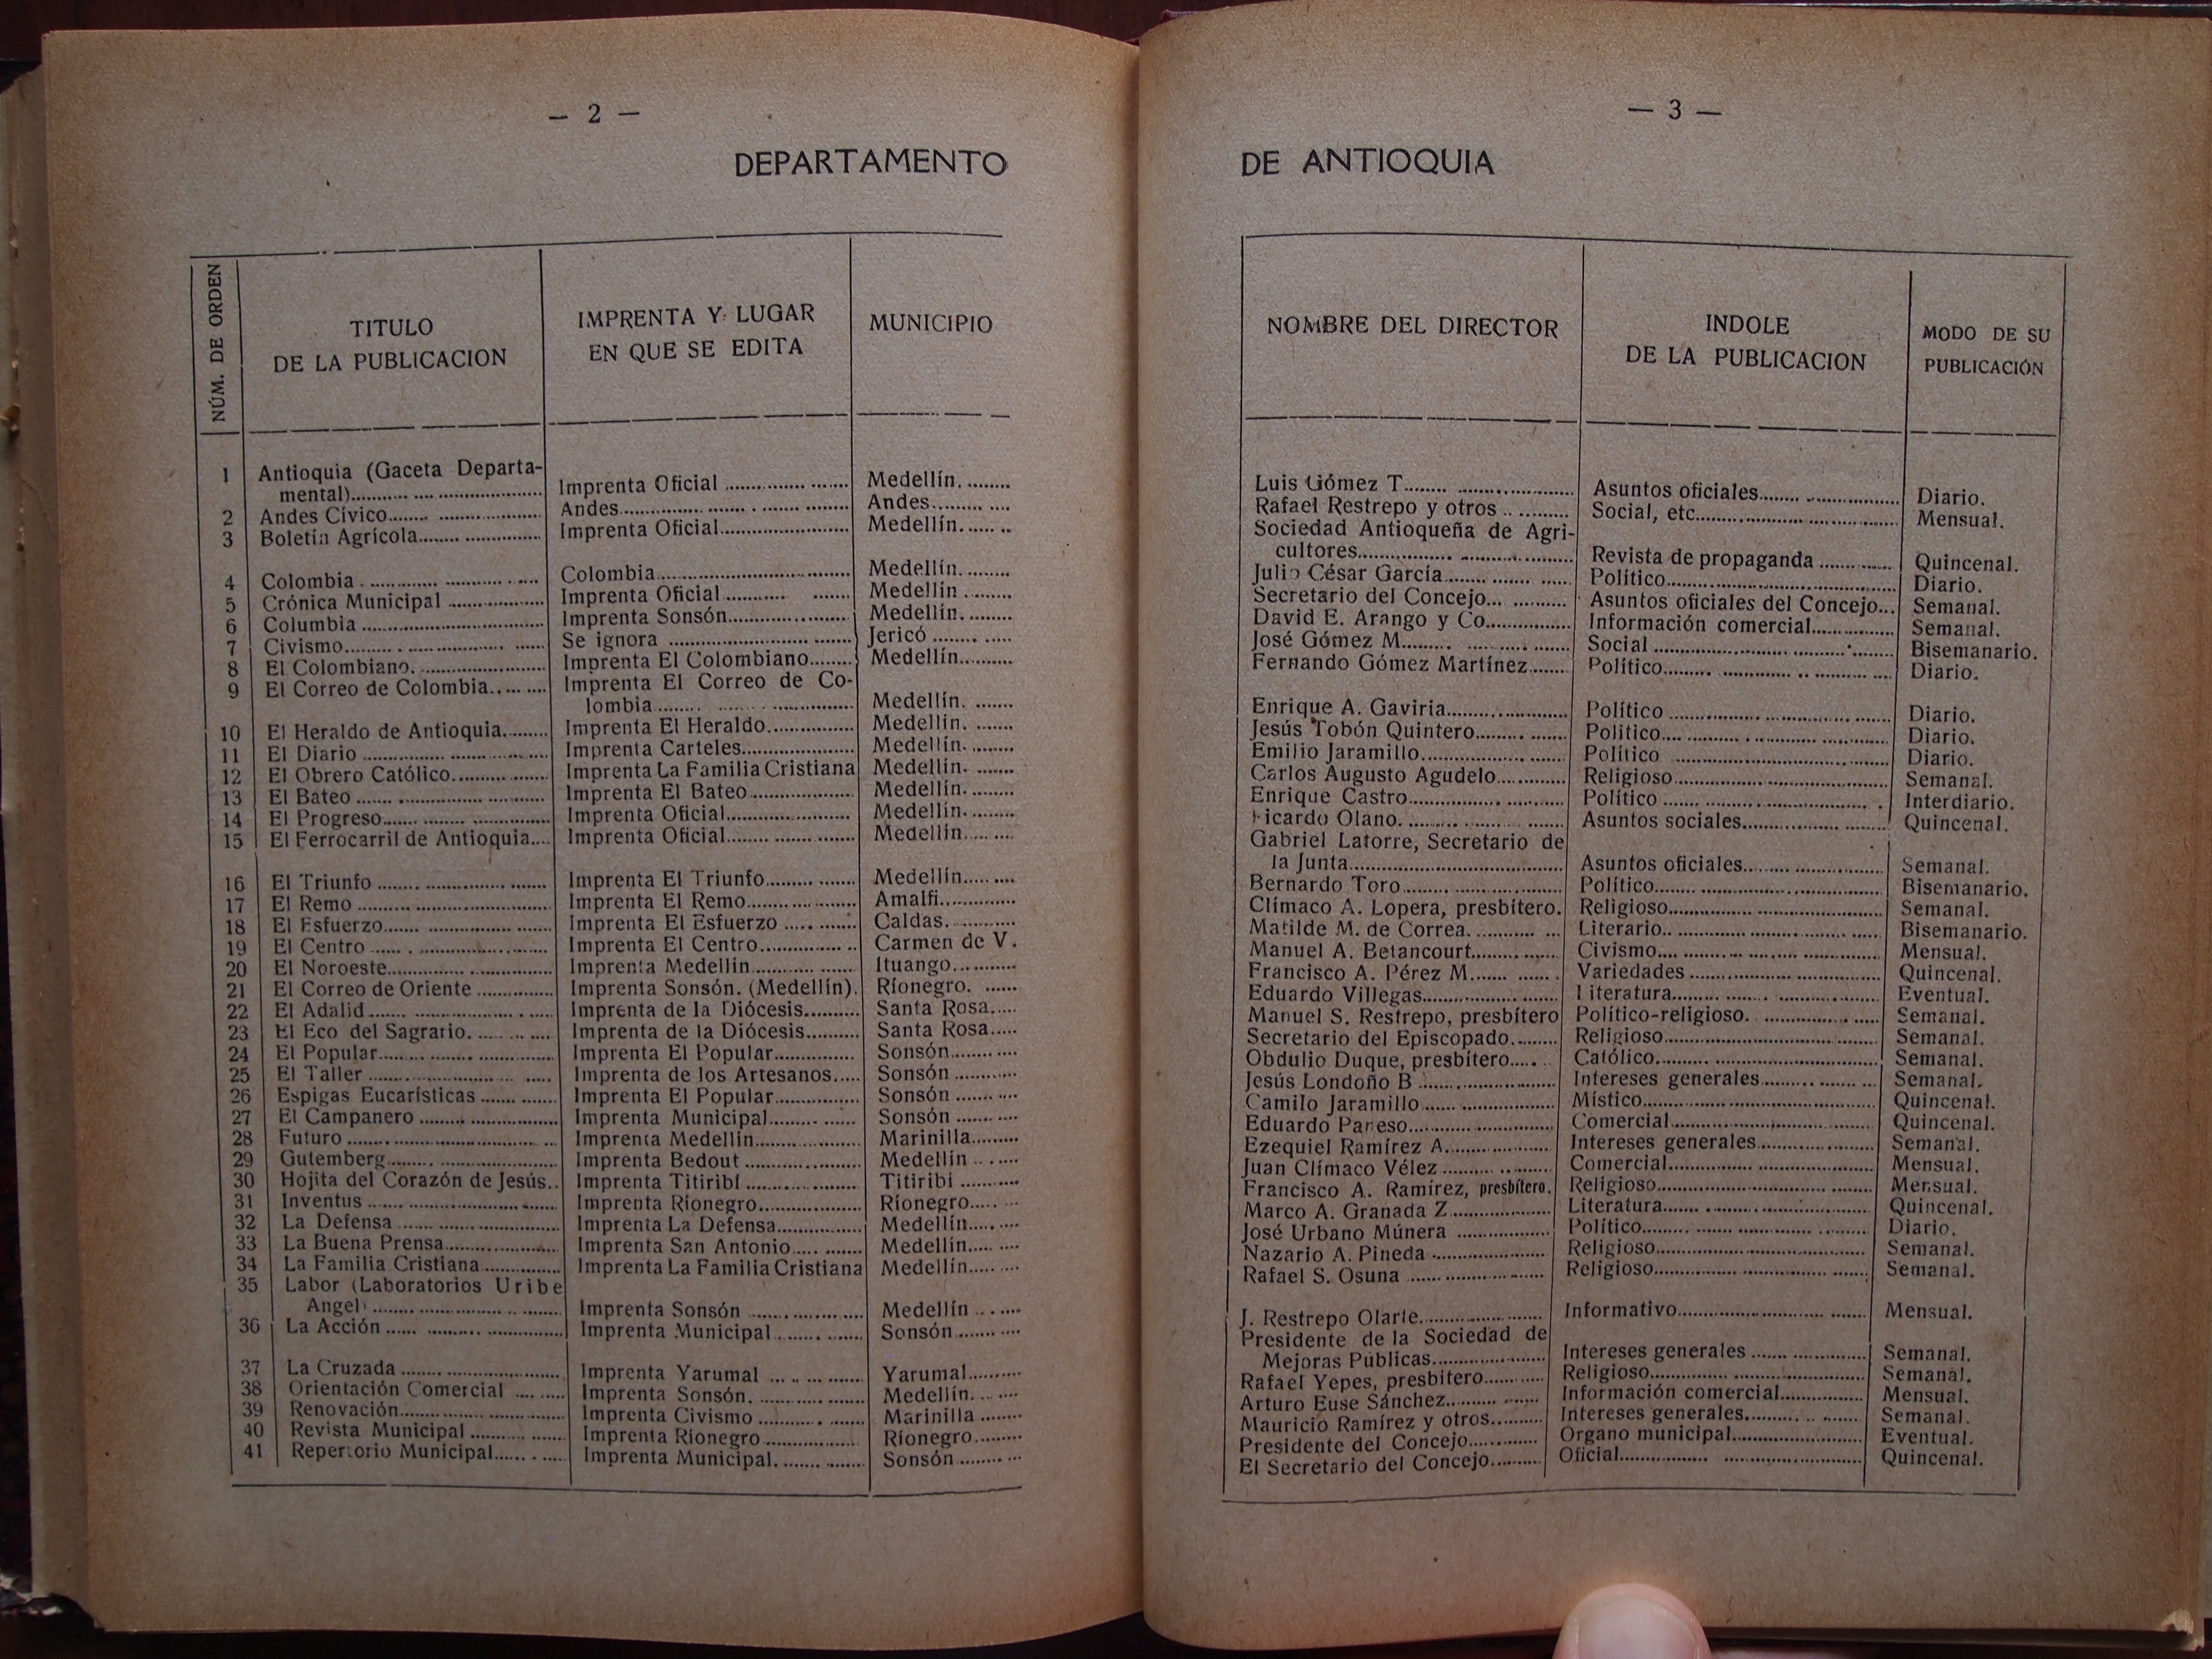 — 2 —
DEPARTAMENTO
NÚM. DE ORDEN
TITULO
DE LA PUBLICACION
IMPRENTA Y LUGAR
EN QUE SE EDITA
MUNICIPIO
1 Antioquia (Gaceta Departa-
mental) Imprenta Oficial Medellín.
2 Andes Cívico Andes Andes
3 Boletín Agrícola Imprenta Oficial Medellín.
4 Colombia Colombia Medellín.
5 Crónica Municipal Imprenta Oficial Medellín
6 Columbia Imprenta Sonsón Medellín.
7 Civismo Se ignora Jericó
8 El Colombiano. Imprenta El Colombiano Medellín.
9 El Correo de Colombia Imprenta El Correo de Co-
lombia Medellín.
10 El Heraldo de Antioquia. Imprenta El Heraldo Medellín.
11 El Diario Imprenta Carteles Medellín.
12 El Obrero Católico Imprenta La Familia Cristiana Medellín.
13 El Bateo Imprenta El Bateo Medellín.
14 El Progreso Imprenta Oficial Medellín.
15 El Ferrocarril de Antioquia Imprenta Oficial Medellín
16 El Triunfo Imprenta El Triunfo Medellín
17 El Remo Imprenta El Remo Amalfi
18 El Esfuerzo Imprenta El Esfuerzo Caldas.
19 El Centro Imprenta El Centro Carmen de V.
20 El Noroeste Imprenta Medellín Ituango
21 El Correo de Oriente Imprenta Sonsón. (Medellín). Ríonegro.
22 El Adalid Imprenta de la Diócesis Santa Rosa
23 El Eco del Sagrario. Imprenta de la Diócesis Santa Rosa
24 El Popular Imprenta El Popular Sonsón
25 El Taller Imprenta de los Artesanos Sonsón
26 Espigas Eucarísticas Imprenta El Popular Sonsón
27 El Campanero Imprenta Municipal Sonsón
28 Futuro Imprenta Medellín Marinilla
29 Gutemberg Imprenta Bedout Medellín
30 Hojita del Corazón de Jesús Imprenta Titiribí Titiribí
31 Inventus Imprenta Ríonegro Ríonegro
32 La Defensa Imprenta La Defensa Medellín
33 La Buena Prensa Imprenta San Antonio Medellín
34 La Familia Cristiana Imprenta La Familia Cristiana Medellín
35 Labor (Laboratorios Uribe
Angel) Imprenta Sonsón Medellín
36 La Acción Imprenta Municipal Sonsón
37 La Cruzada Imprenta Yarumal Yarumal
38 Orientación Comercial Imprenta Sonsón. Medellín.
39 Renovación Imprenta Civismo Marinilla
40 Revista Municipal Imprenta Ríonegro Ríonegro
41 Repertorio Municipal Imprenta Municipal. Sonsón
— 3 —
DE ANTIOQUIA
NOMBRE DEL DIRECTOR
INDOLE
DE LA PUBLICACION
MODO DE SU
PUBLICACIÓN
Luis Gómez T. Asuntos oficiales Diario.
Rafael Restrepo y otros Social, etc Mensual.
Sociedad Antioqueña de Agri-
cultores Revista de propaganda Quincenal.
Julio César García Político Diario.
Secretario del Concejo Asuntos oficiales del Concejo Semanal.
David E. Arango y Co. Información comercial Semanal.
José Gómez M. Social Bisemanario.
Fernando Gómez Martínez Político Diario.
Enrique A. Gaviria Político Diario.
Jesús Tobón Quintero Político Diario.
Emilio Jaramillo Político Diario.
Carlos Augusto Agudelo Religioso Semanal.
Enrique Castro Político Interdiario.
Ricardo Olano. Asuntos sociales Quincenal.
Gabriel Latorre, Secretario de
la Junta Asuntos oficiales Semanal.
Bernardo Toro Político Bisemanario.
Clímaco A. Lopera, presbítero. Religioso Semanal.
Matilde M. de Correa. Literario Bisemanario.
Manuel A. Betancourt Civismo Mensual.
Francisco A. Pérez M. Variedades Quincenal.
Eduardo Villegas Literatura Eventual.
Manuel S. Restrepo, presbítero Político-religioso. Semanal.
Secretario del Episcopado. Religioso Semanal.
Obdulio Duque, presbítero Católico Semanal.
Jesús Londoño B Intereses generales Semanal.
Camilo Jaramillo Místico Quincenal.
Eduardo Paneso Comercial Quincenal.
Ezequiel Ramírez A. Intereses generales Semanal.
Juan Clímaco Vélez Comercial Mensual.
Francisco A. Ramírez, presbítero. Religioso Mensual.
Marco A. Granada Z. Literatura Quincenal.
José Urbano Múnera Político Diario.
Nazario A. Pineda Religioso Semanal.
Rafael S. Osuna Religioso Semanal.
J. Restrepo Olarte. Informativo Mensual.
Presidente de la Sociedad de
Mejoras Públicas Intereses generales Semanal.
Rafael Yepes, presbítero Religioso Semanal.
Arturo Euse Sánchez Información comercial Mensual.
Mauricio Ramírez y otros Intereses generales Semanal.
Presidente del Concejo Organo municipal Eventual.
El Secretario del Concejo Oficial Quincenal.